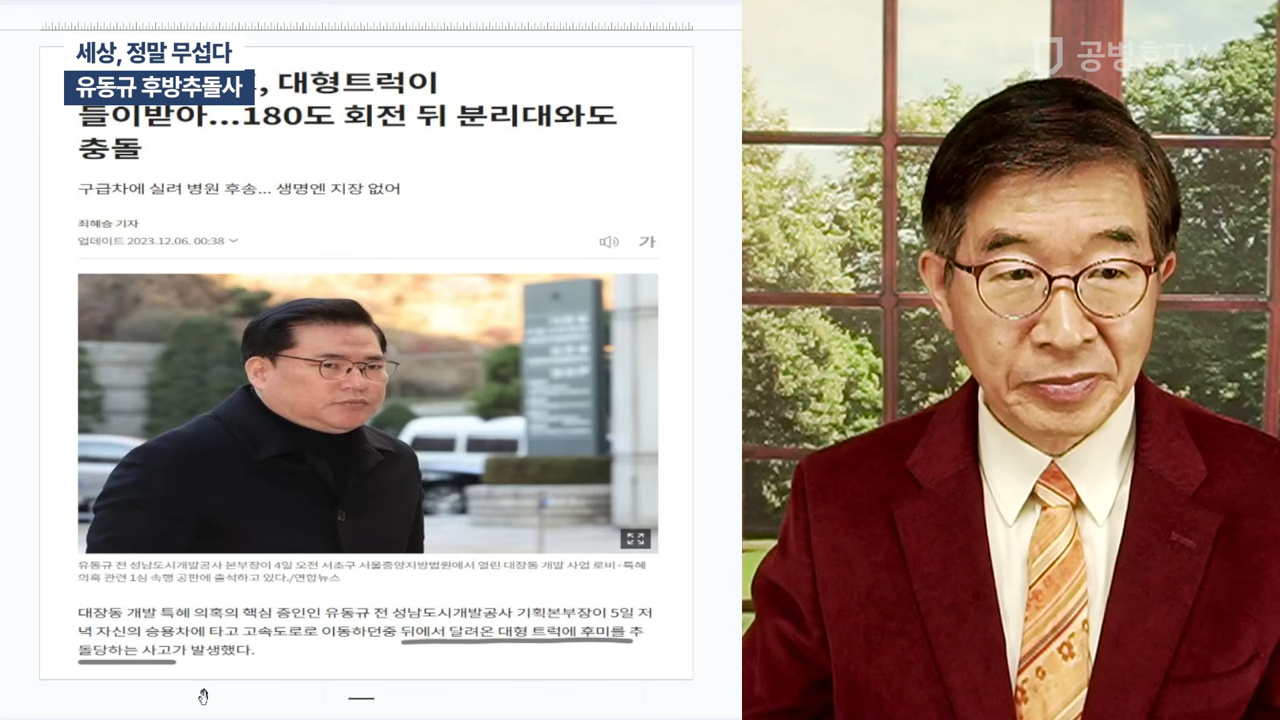 세상, 정말 무섭다
유동규 후방추돌사
, 대형트럭이
들이받아...180도 회전 뒤 분리대와도
충돌
구급차에 실려 병원 후송... 생명엔 지장 없어
최혜승 기자
업데이트 2023.12.06. 00:38
가
유동규 전 성남도시개발공사 본부장이 4일 오전 서초구 서울중앙지방법원에서 열린 대장동 개발 사업 로비·특혜
의혹 관련 1심 속행 공판에 출석하고 있다./연합뉴스
대장동 개발 특혜 의혹의 핵심 증인인 유동규 전 성남도시개발공사 기획본부장이 5일 저
녁 자신의 승용차에 타고 고속도로로 이동하던중 뒤에서 달려온 대형 트럭에 후미를 추
돌당하는 사고가 발생했다.
공병호TV